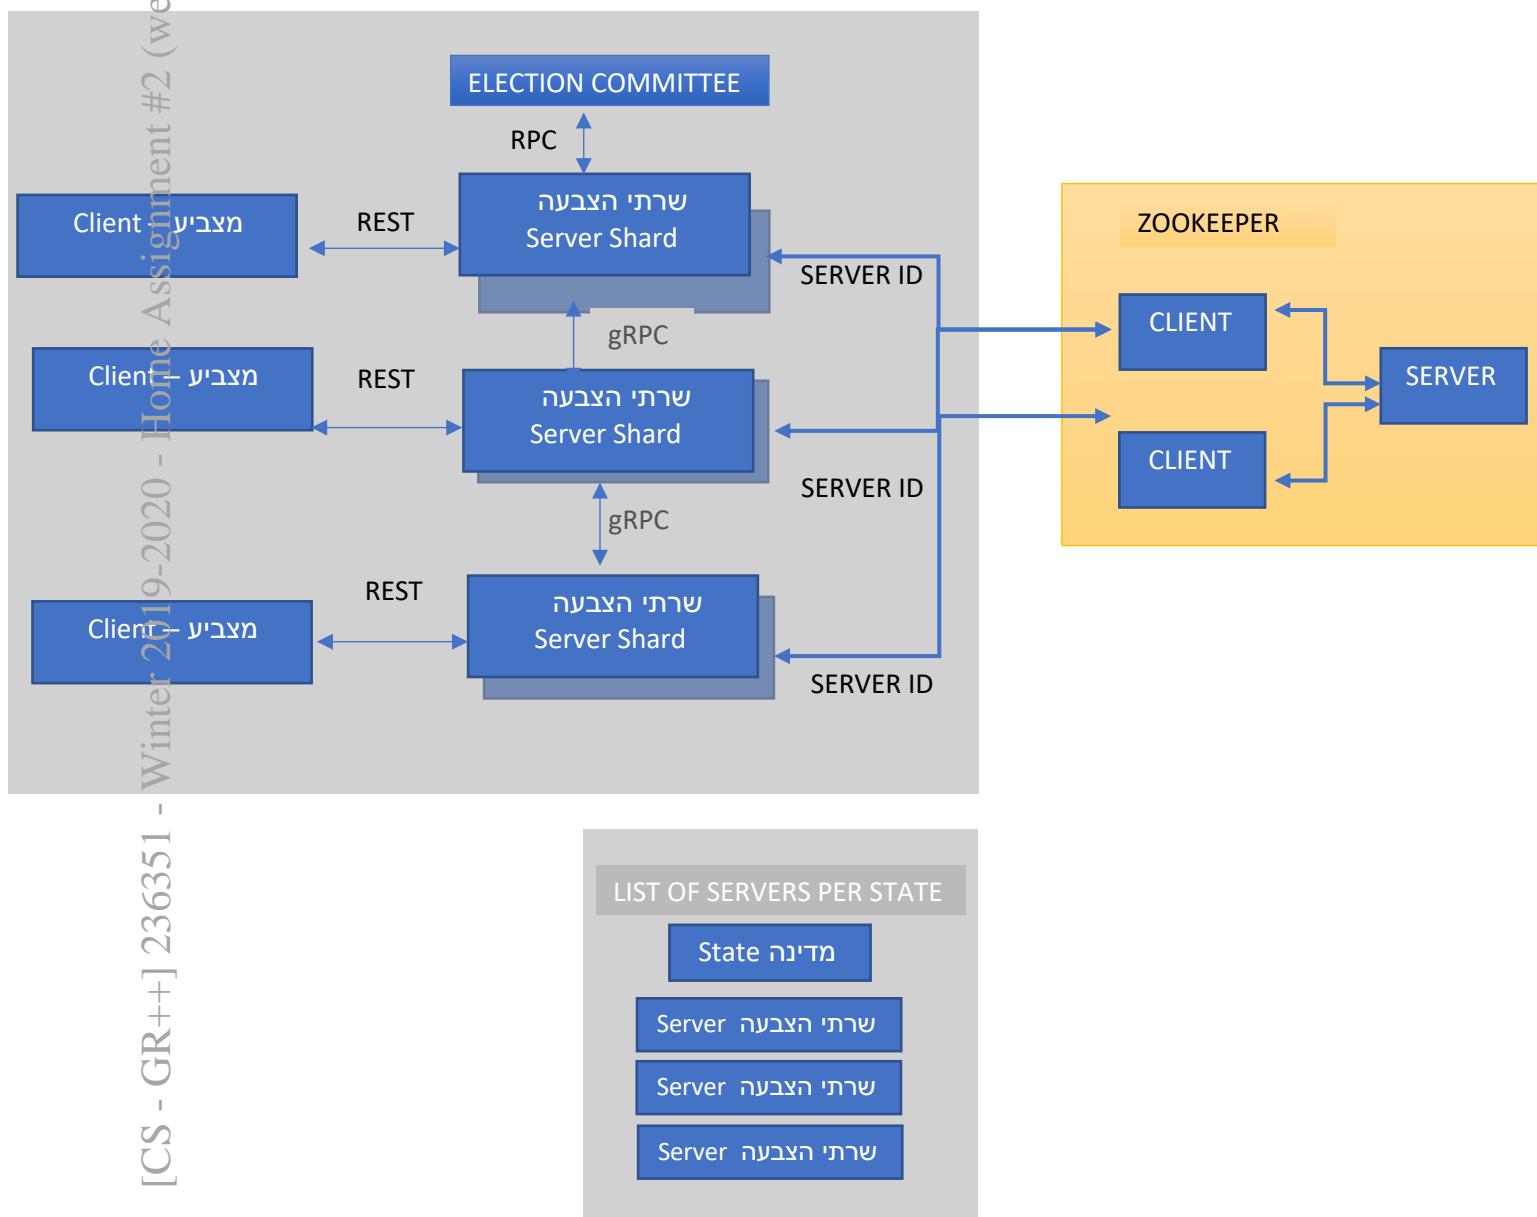 ELECTION COMMITTEE
RPC
שרתי הצבעה
Server Shard
Client – מצביע
REST
SERVER ID
gRPC
שרתי הצבעה
Server Shard
Client – מצביע
REST
SERVER ID
gRPC
שרתי הצבעה
Server Shard
Client – מצביע
REST
SERVER ID
ZOOKEEPER
CLIENT
SERVER
CLIENT
LIST OF SERVERS PER STATE
State מדינה
Server שרתי הצבעה
Server שרתי הצבעה
Server שרתי הצבעה
[CS - GR++] 236351 - Winter 2019-2020 - Home Assignment #2 (we